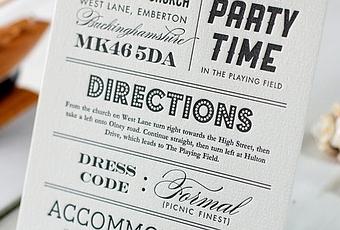 CHURCH
WEST LANE, EMBERTON
Buckinghamshire
MK46 5DA
PARTY
TIME
IN THE PLAYING FIELD
DIRECTIONS
From the church on West Lane turn right towards the High Street, then
take a left onto Olney road. Continue straight, then turn left at Hulton
Drive, which leads to The Playing Field.
DRESS
CODE : Formal
(PICNIC FINEST)